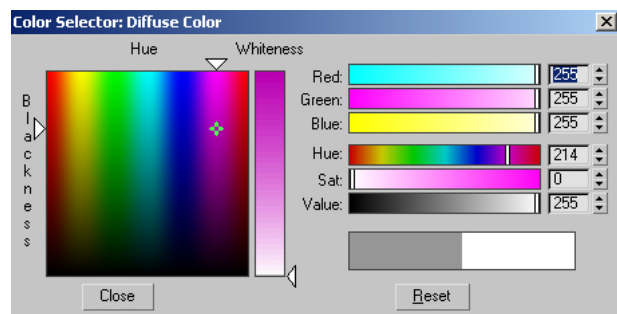 Color Selector: Diffuse Color
Hue Whiteness
Blackness
Red: 255
Green: 255
Blue: 255
Hue: 214
Sat: 0
Value: 255
Close Reset